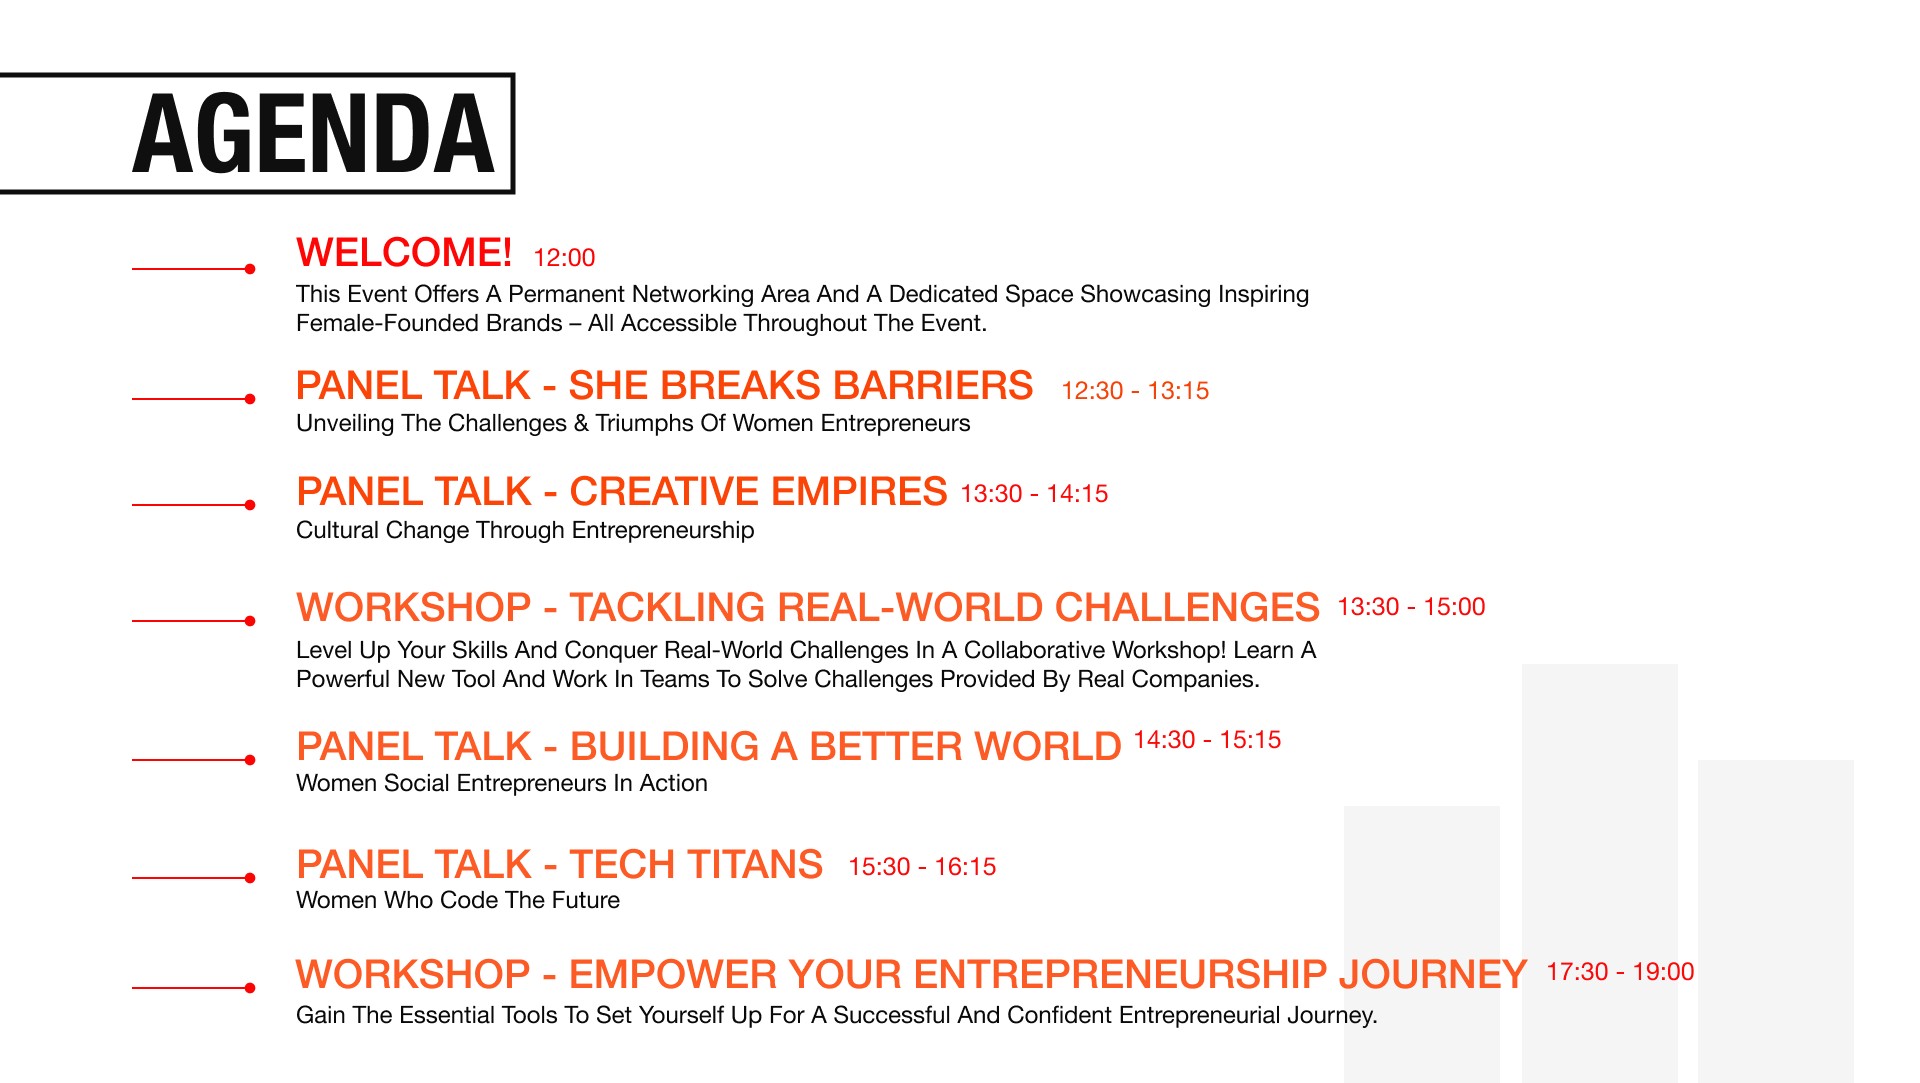 AGENDA
WELCOME! 12:00
This Event Offers A Permanent Networking Area And A Dedicated Space Showcasing Inspiring
Female-Founded Brands – All Accessible Throughout The Event.
PANEL TALK - SHE BREAKS BARRIERS 12:30 - 13:15
Unveiling The Challenges & Triumphs Of Women Entrepreneurs
PANEL TALK - CREATIVE EMPIRES 13:30 - 14:15
Cultural Change Through Entrepreneurship
WORKSHOP - TACKLING REAL-WORLD CHALLENGES 13:30 - 15:00
Level Up Your Skills And Conquer Real-World Challenges In A Collaborative Workshop! Learn A
Powerful New Tool And Work In Teams To Solve Challenges Provided By Real Companies.
PANEL TALK - BUILDING A BETTER WORLD 14:30 - 15:15
Women Social Entrepreneurs In Action
PANEL TALK - TECH TITANS 15:30 - 16:15
Women Who Code The Future
WORKSHOP - EMPOWER YOUR ENTREPRENEURSHIP JOURNEY 17:30 - 19:00
Gain The Essential Tools To Set Yourself Up For A Successful And Confident Entrepreneurial Journey.